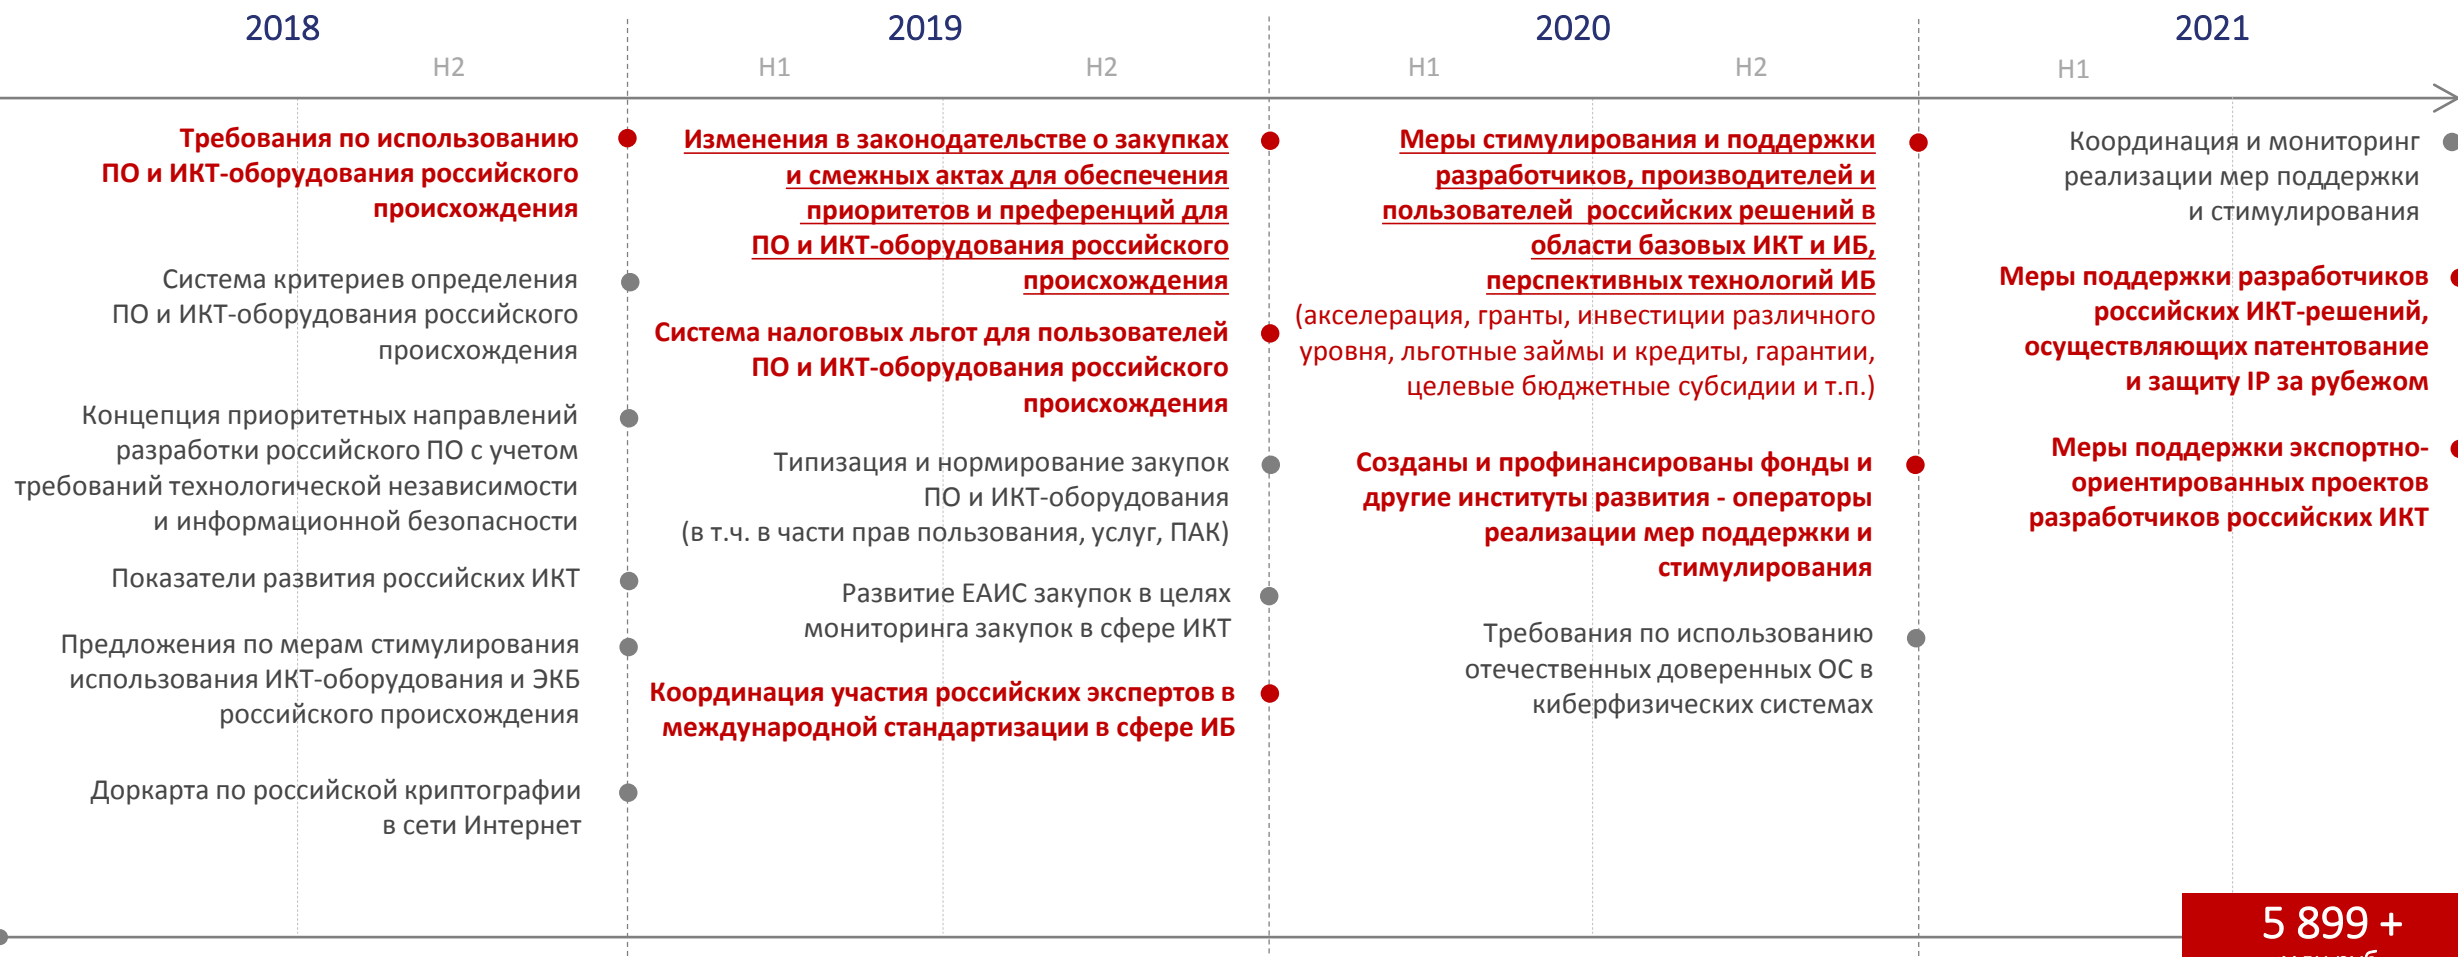 2018
2019
2020
2021
H2
H1
H2
H1
H2
H1
Требования по использованию
ПО и ИКТ-оборудования российского
происхождения
Система критериев определения
ПО и ИКТ-оборудования российского
происхождения
Концепция приоритетных направлений
разработки российского ПО с учетом
требований технологической независимости
и информационной безопасности
Показатели развития российских ИКТ
Предложения по мерам стимулирования
использования ИКТ-оборудования и ЭКБ
российского происхождения
Доркарта по российской криптографии
в сети Интернет
Изменения в законодательстве о закупках
и смежных актах для обеспечения
приоритетов и преференций для
ПО и ИКТ-оборудования российского
происхождения
Система налоговых льгот для пользователей
ПО и ИКТ-оборудования российского
происхождения
Типизация и нормирование закупок
ПО и ИКТ-оборудования
(в т.ч. в части прав пользования, услуг, ПАК)
Развитие ЕАИС закупок в целях
мониторинга закупок в сфере ИКТ
Координация участия российских экспертов в
международной стандартизации в сфере ИБ
Меры стимулирования и поддержки
разработчиков, производителей и
пользователей российских решений в
области базовых ИКТ и ИБ,
перспективных технологий ИБ
(акселерация, гранты, инвестиции различного
уровня, льготные займы и кредиты, гарантии,
целевые бюджетные субсидии и т.п.)
Созданы и профинансированы фонды и
другие институты развития - операторы
реализации мер поддержки и
стимулирования
Требования по использованию
отечественных доверенных ОС в
киберфизических системах
Координация и мониторинг
реализации мер поддержки
и стимулирования
Меры поддержки разработчиков
российских ИКТ-решений,
осуществляющих патентование
и защиту IP за рубежом
Меры поддержки экспортно-
ориентированных проектов
разработчиков российских ИКТ
5 899 +